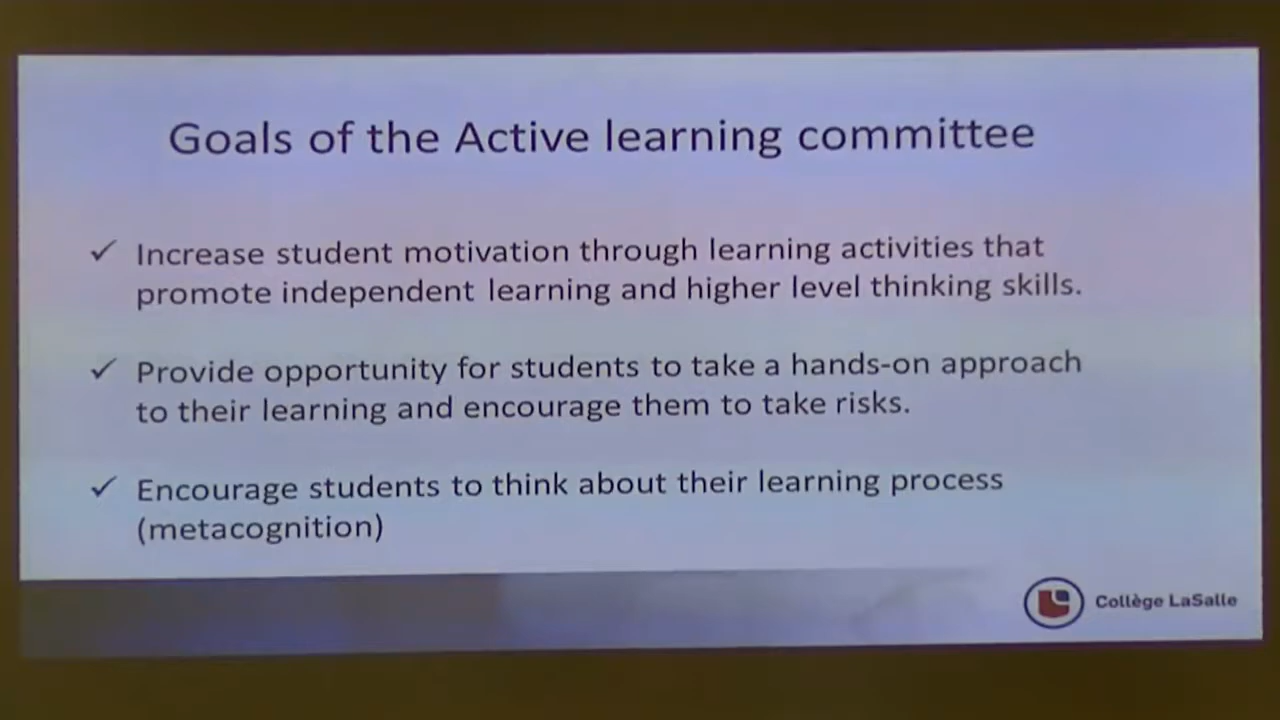 Goals of the Active learning committee
✓ Increase student motivation through learning activities that
promote independent learning and higher level thinking skills.
✓ Provide opportunity for students to take a hands-on approach
to their learning and encourage them to take risks.
✓ Encourage students to think about their learning process
(metacognition)
Collège LaSalle